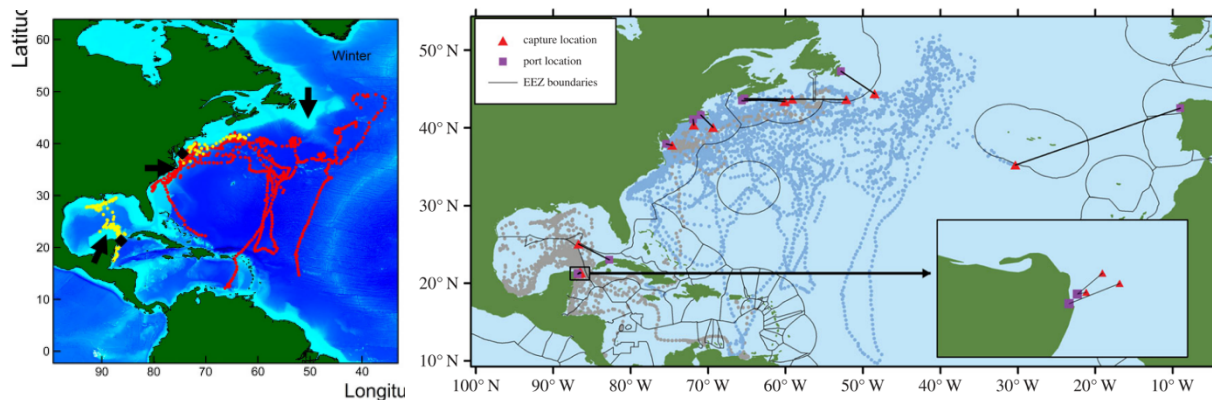 Latitud
Winter
60
50
40
30
20
10
0
90 80 70 60 50 40
Longitu
capture location
port location
EEZ boundaries
50° N
40° N
30° N
20° N
10° N
100° W 90° W 80° W 70° W 60° W 50° W 40° W 30° W 20° W 10° W